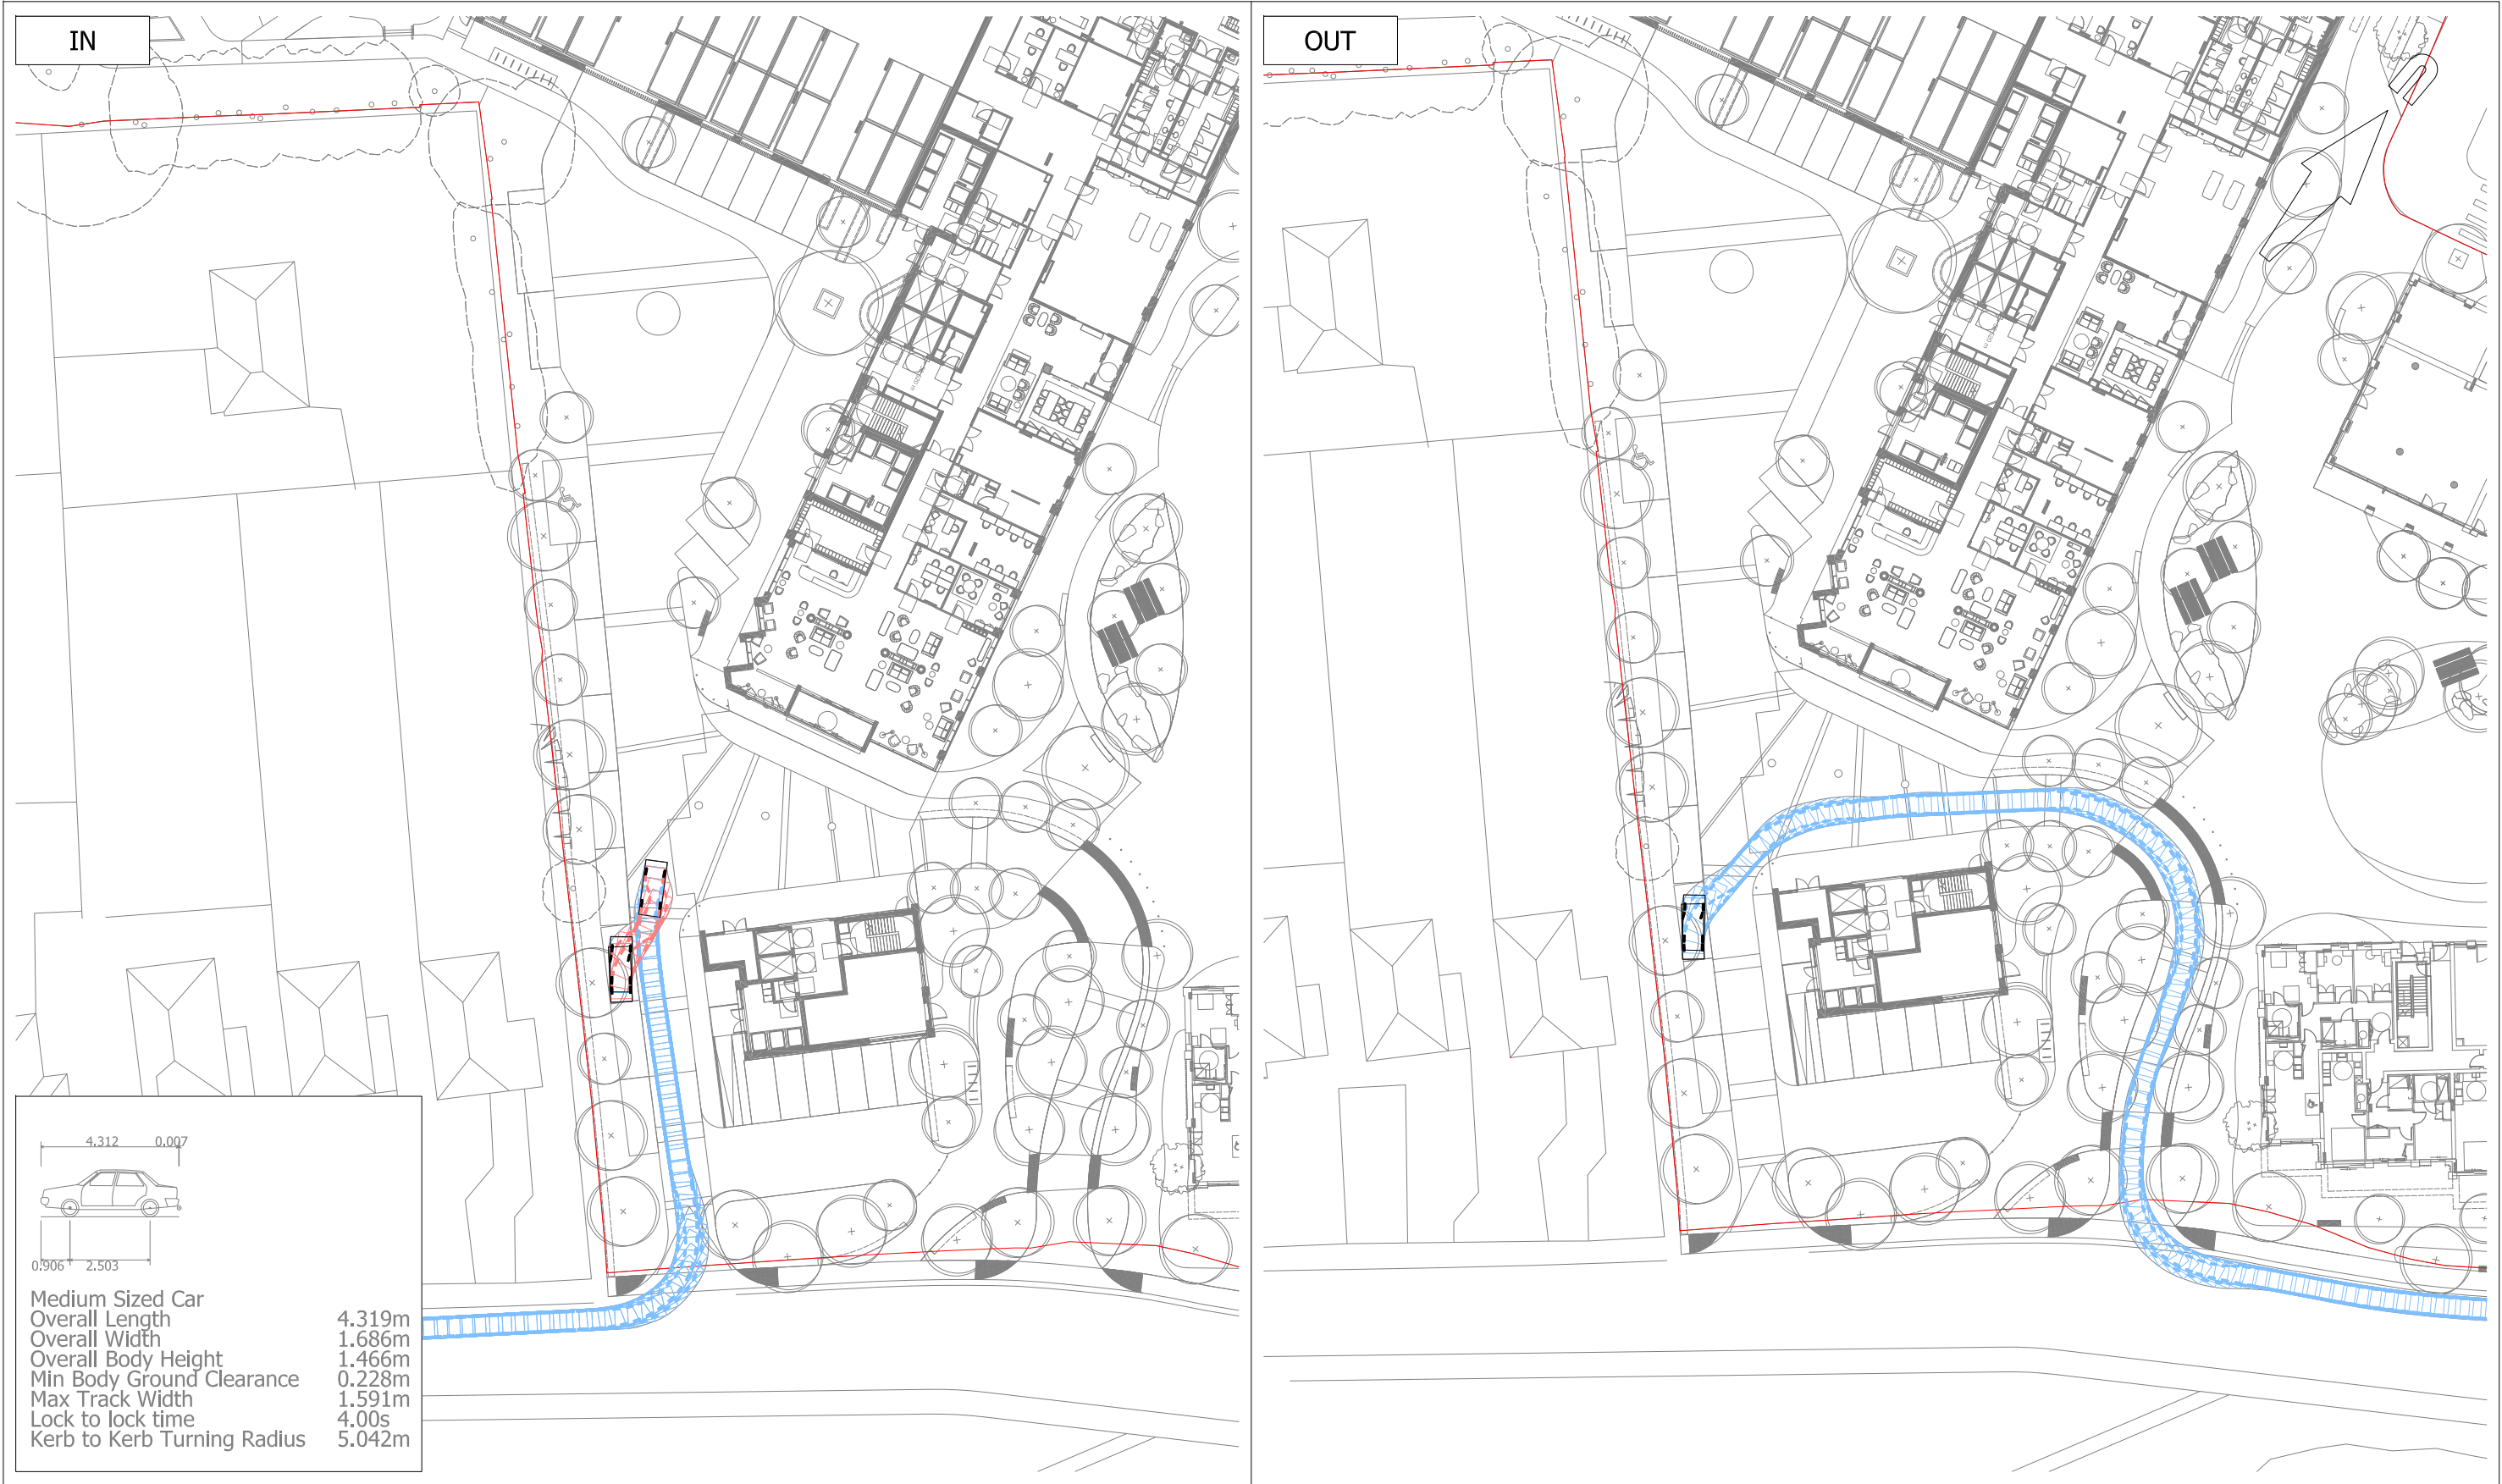 IN
OUT
4.312 0.007
0.906 2.503
Medium Sized Car
Overall Length 4.319m
Overall Width 1.686m
Overall Body Height 1.466m
Min Body Ground Clearance 0.228m
Max Track Width 1.591m
Lock to lock time 4.00s
Kerb to Kerb Turning Radius 5.042m